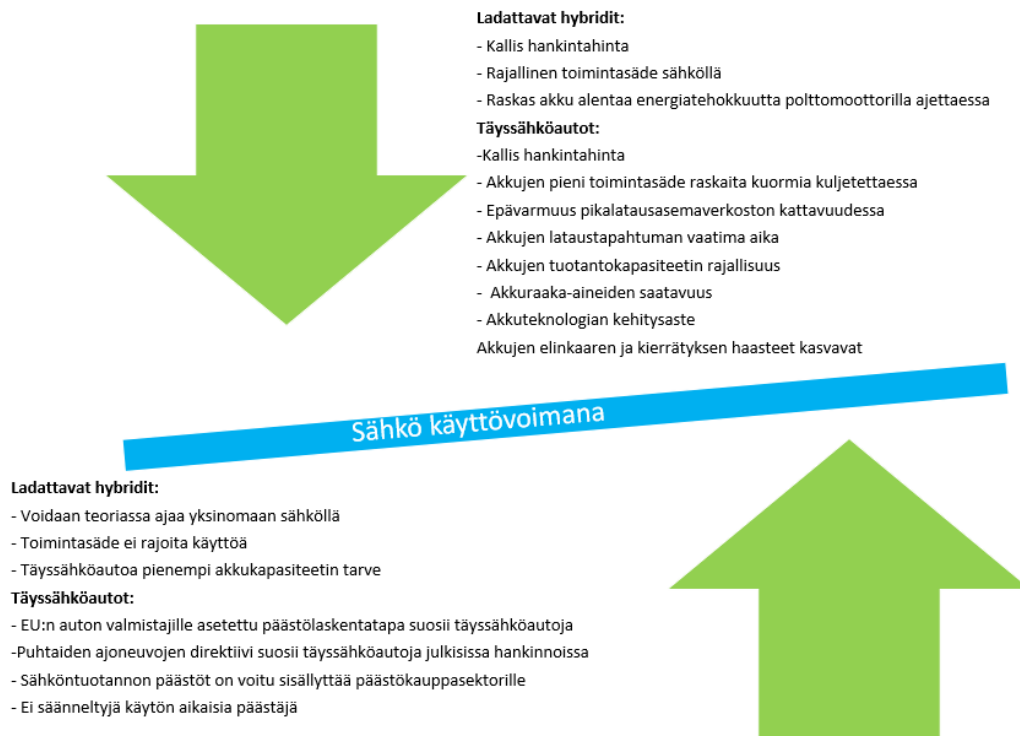 Ladattavat hybridit:
- Kallis hankintahinta
- Rajallinen toimintasäde sähköllä
- Raskas akku alentaa energiatehokkuutta polttomoottorilla ajettaessa
Täyssähköautot:
-Kallis hankintahinta
- Akkujen pieni toimintasäde raskaita kuormia kuljetettaessa
- Epävarmuus pikalatausasemaverkoston kattavuudessa
- Akkujen lataustapahtuman vaatima aika
- Akkujen tuotantokapasiteetin rajallisuus
- Akkuraaka-aineiden saatavuus
- Akkuteknologian kehitysaste
Akkujen elinkaaren ja kierrätyksen haasteet kasvavat
Sähkö käyttövoimana
Ladattavat hybridit:
- Voidaan teoriassa ajaa yksinomaan sähköllä
- Toimintasäde ei rajoita käyttöä
- Täyssähköautoa pienempi akkukapasiteetin tarve
Täyssähköautot:
- EU:n auton valmistajille asetettu päästölaskentatapa suosii täyssähköautoja
-Puhtaiden ajoneuvojen direktiivi suosii täyssähköautoja julkisissa hankinnoissa
- Sähköntuotannon päästöt on voitu sisällyttää päästökauppasektorille
- Ei säänneltyjä käytön aikaisia päästäjä